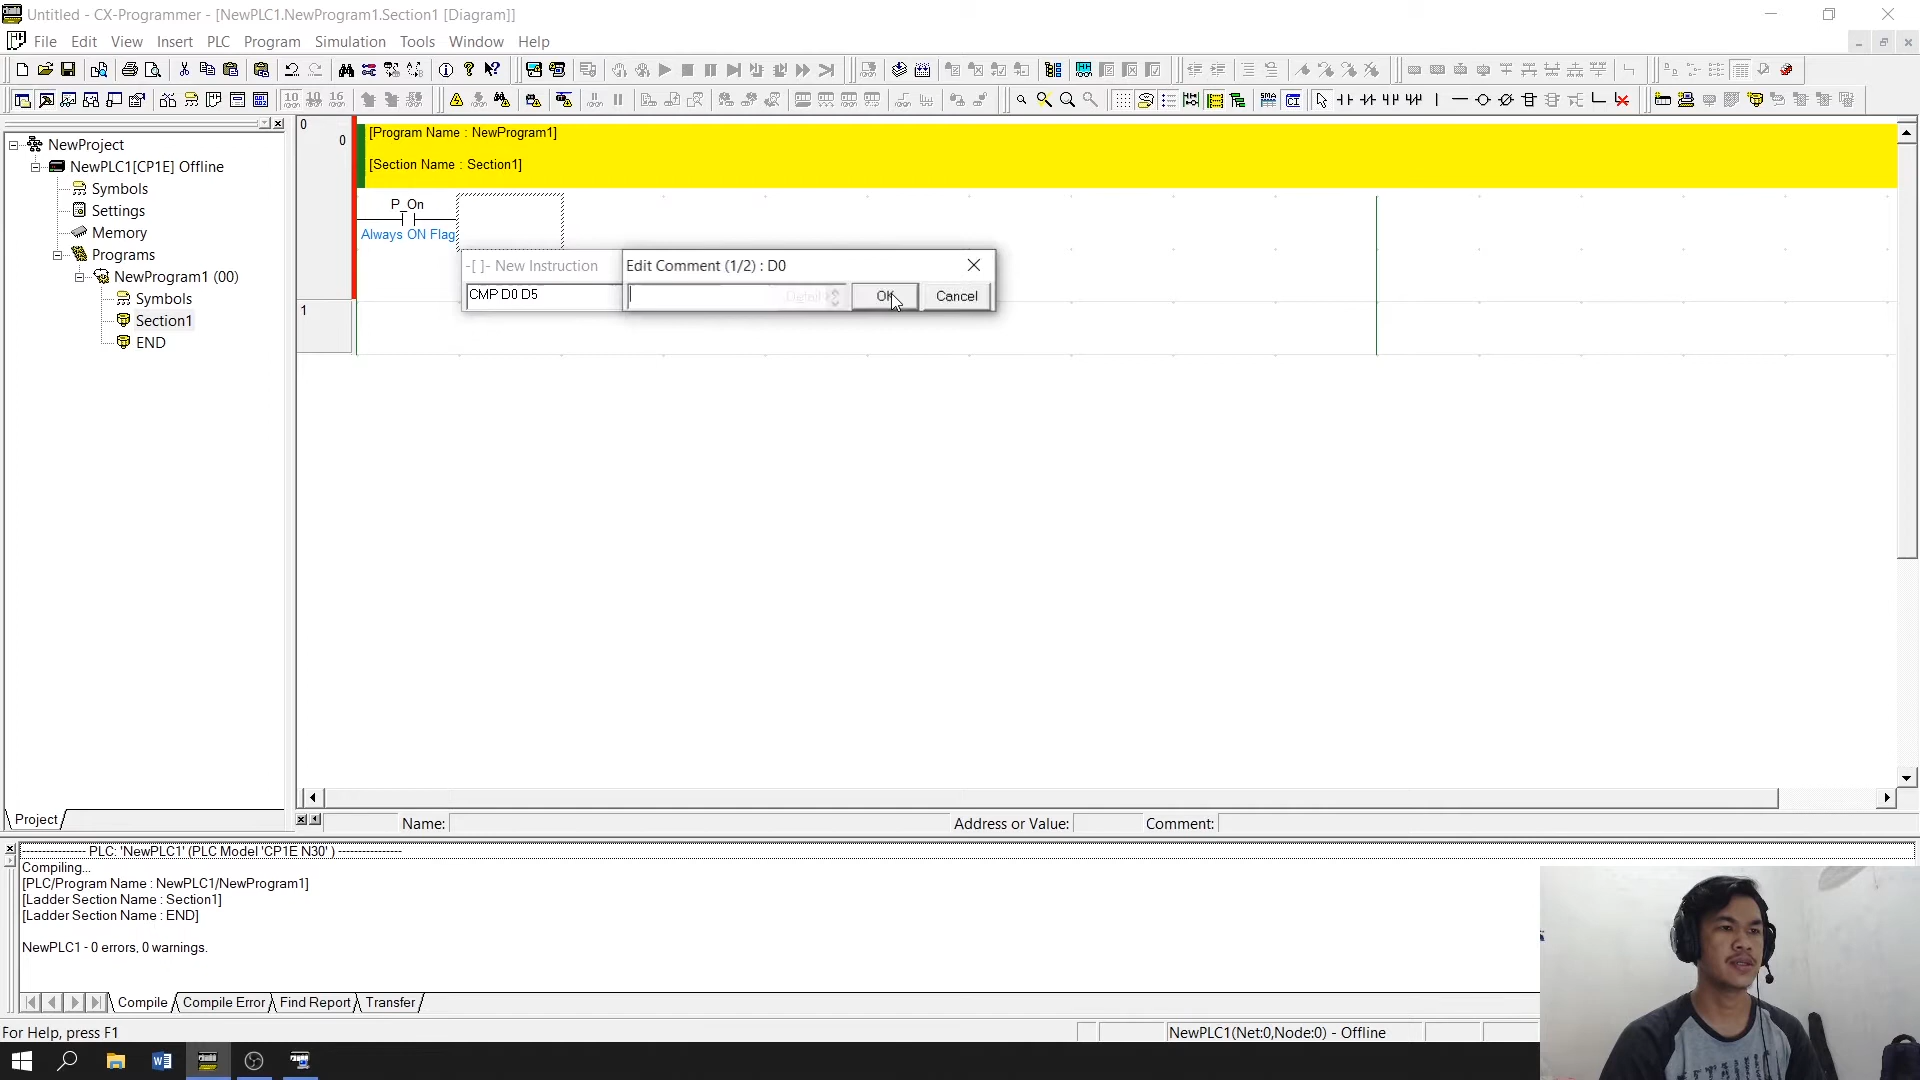 Untitled - CX-Programmer - [NewPLC1.NewProgram1.Section1 [Diagram]]
File Edit View Insert PLC Program Simulation Tools Window Help
10 10 16
NewProject
NewPLC1[CP1E] Offline
Symbols
Settings
Memory
Programs
NewProgram1 (00)
Symbols
Section1
END
Project
0
0
[Program Name : NewProgram1]
[Section Name : Section1]
P_On
Always ON Flag
-[ ]- New Instruction
CMP D0 D5
Edit Comment (1/2) : D0
Detail
OK
Cancel
1
Name:
Address or Value:
Comment:
---------------- PLC: 'NewPLC1' (PLC Model 'CP1E N30' ) ----------------
Compiling...
[PLC/Program Name : NewPLC1/NewProgram1]
[Ladder Section Name : Section1]
[Ladder Section Name : END]
NewPLC1 - 0 errors, 0 warnings.
Compile Compile Error Find Report Transfer
For Help, press F1
NewPLC1(Net:0,Node:0) - Offline